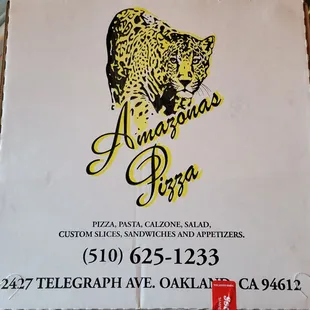 Amazonas
Pizza
PIZZA, PASTA, CALZONE, SALAD,
CUSTOM SLICES, SANDWICHES AND APPETIZERS.
(510) 625-1233
2427 TELEGRAPH AVE. OAKLAND, CA 94612